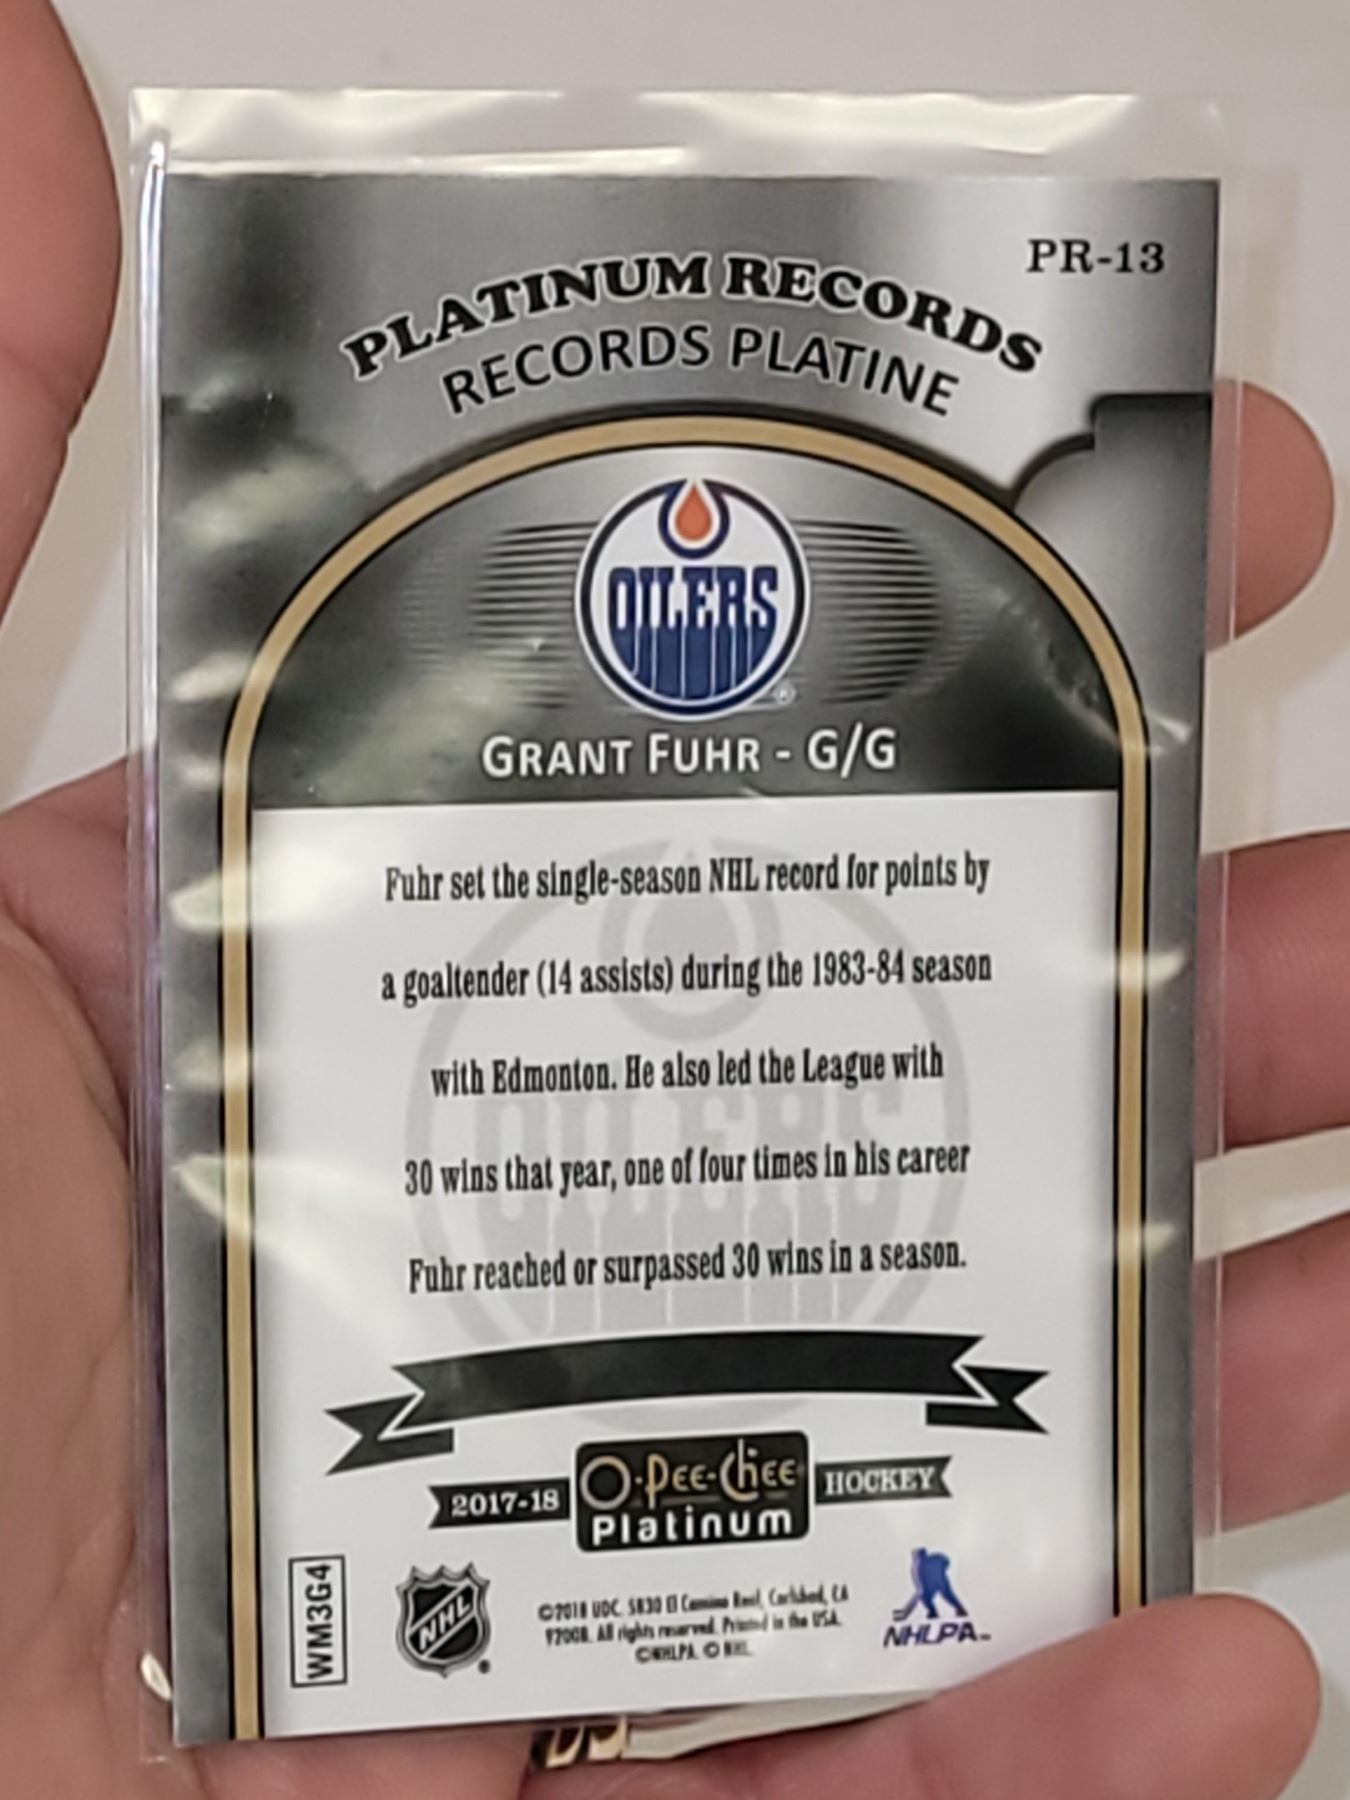 PR-13
PLATINUM RECORDS
RECORDS PLATINE
OILERS
GRANT FUHR - G/G
Fuhr set the single-season NHL record for points by
a goaltender (14 assists) during the 1983-84 season
with Edmonton. He also led the League with
30 wins that year, one of four times in his career
Fuhr reached or surpassed 30 wins in a season.
2017-18 O-PEE-CHEE HOCKEY
Platinum
WM3G4
NHL
©2018 UDC. 5830 El Camino Real, Carlsbad, CA
92008. All rights reserved. Printed in the USA.
©NHLPA. © NHL.
NHLPA